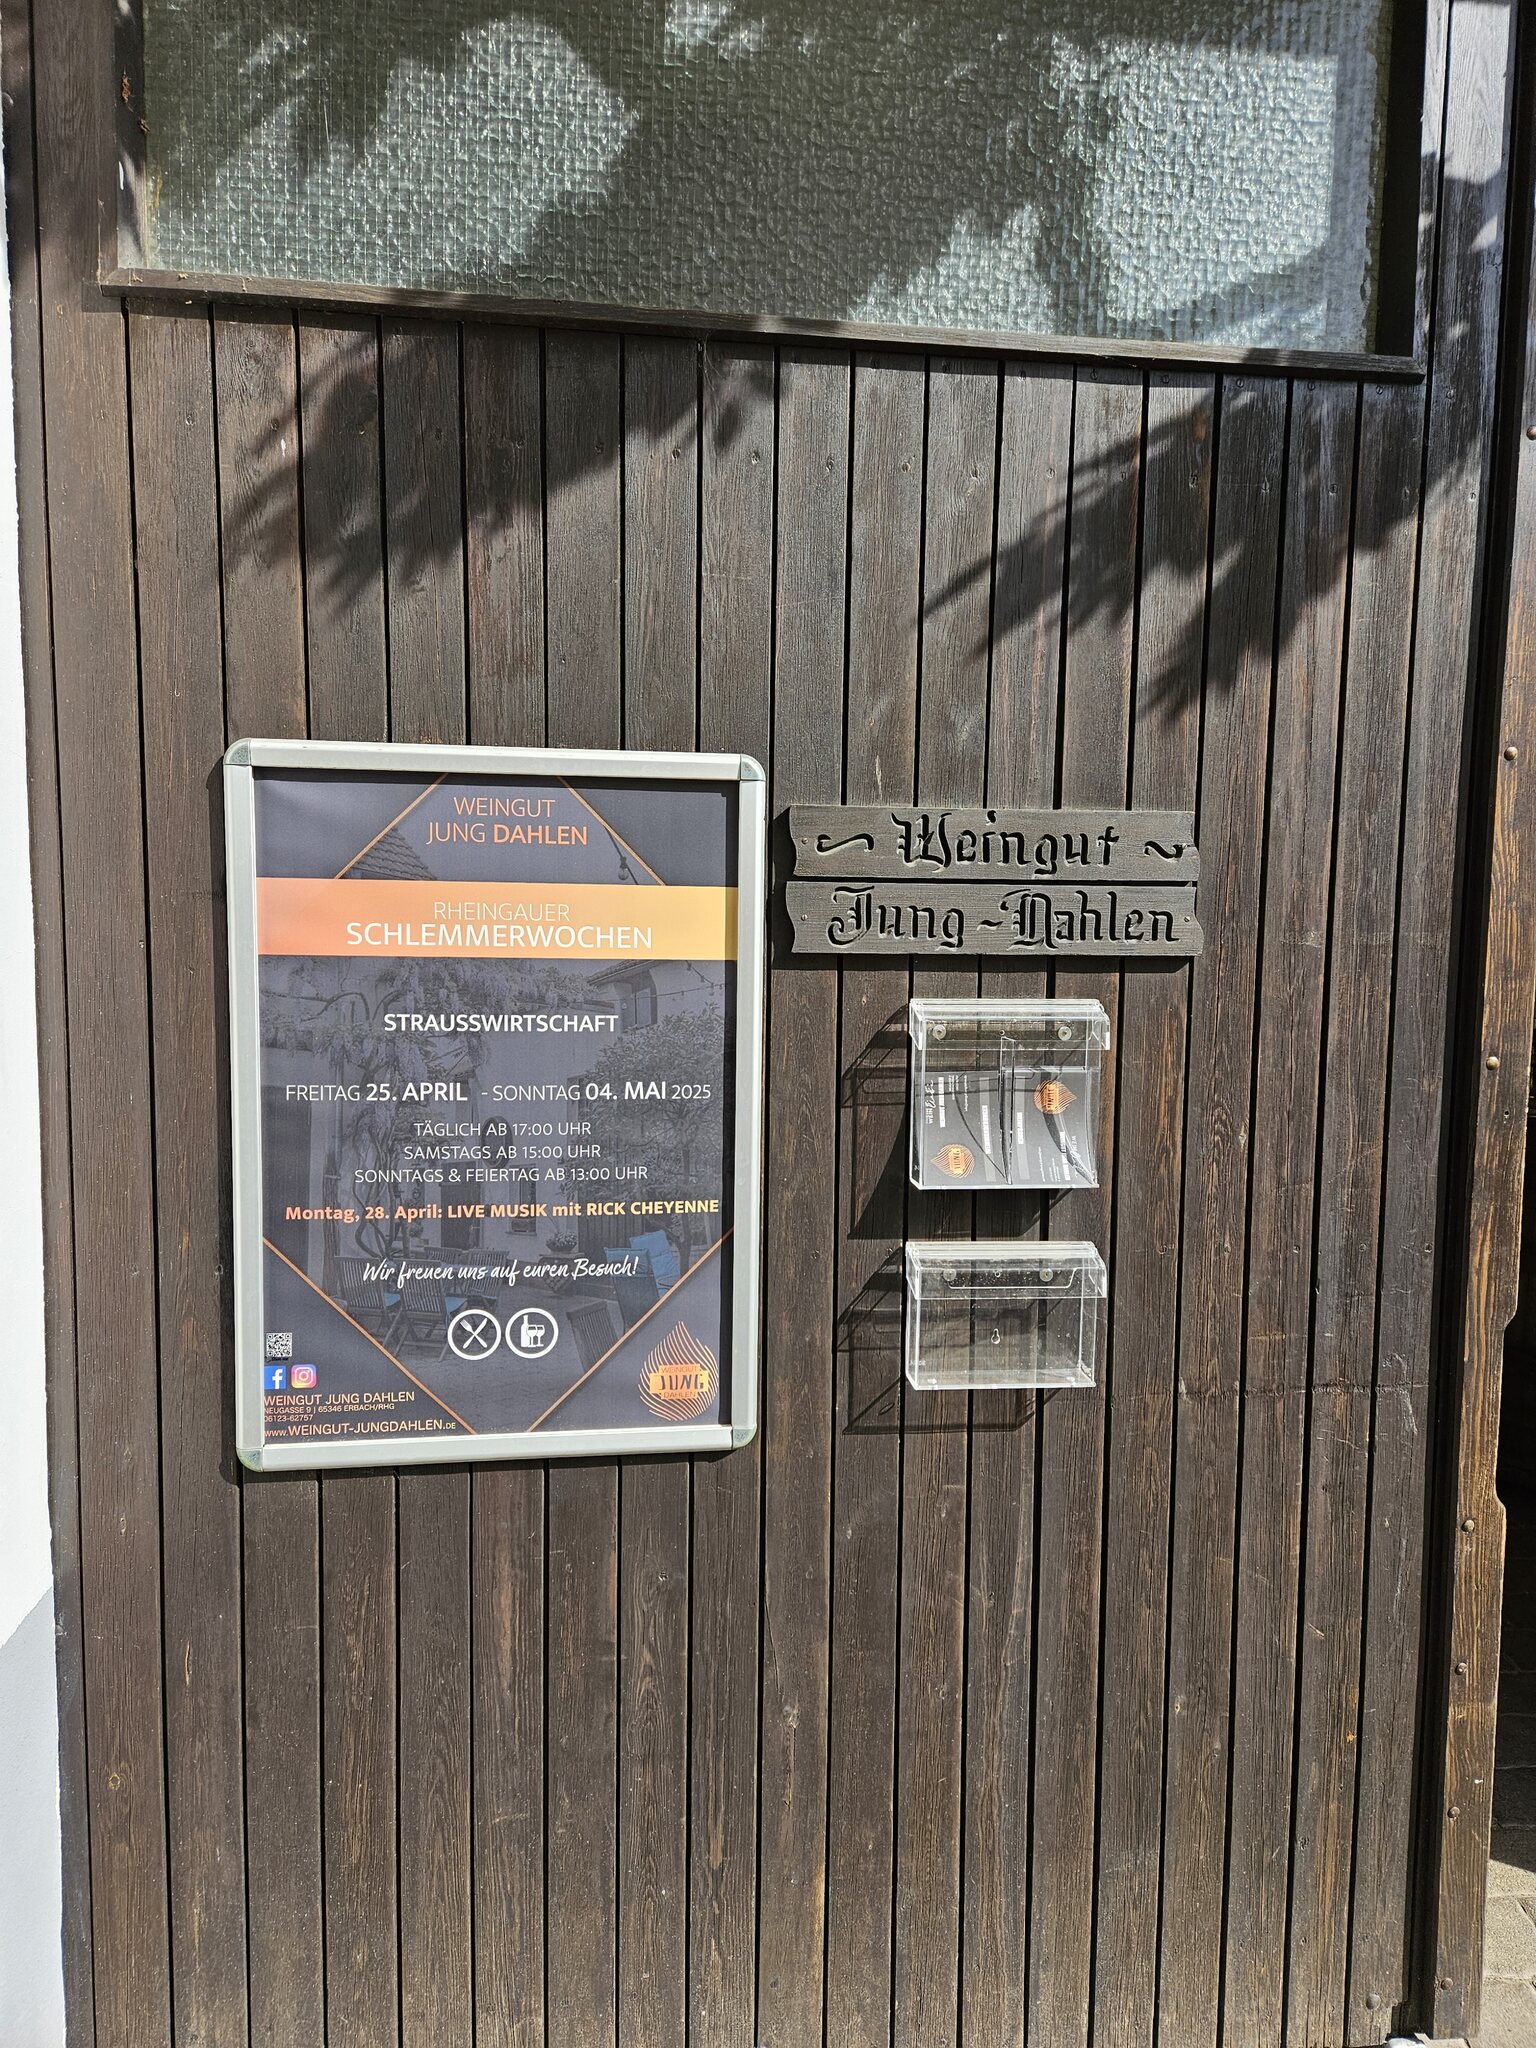 WEINGUT
JUNG DAHLEN
RHEINGAUER
SCHLEMMERWOCHEN
STRAUSSWIRTSCHAFT
FREITAG 25. APRIL - SONNTAG 04. MAI 2025
TÄGLICH AB 17:00 UHR
SAMSTAGS AB 15:00 UHR
SONNTAGS & FEIERTAG AB 13:00 UHR
Montag, 28. April: LIVE MUSIK mit RICK CHEYENNE
Wir freuen uns auf euren Besuch!
WEINGUT JUNG DAHLEN
NEUGASSE 9 | 65346 ERBACH/RHG
06123-62757
www.WEINGUT-JUNGDAHLEN.DE
WEINGUT
JUNG
DAHLEN
~ Weingut ~
Jung-Dahlen
JUNG
JUNG